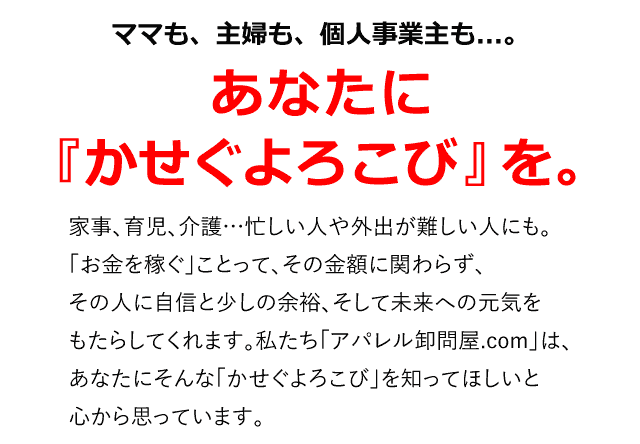 ママも、主婦も、個人事業主も…。
あなたに
『かせぐよろこび』を。
家事、育児、介護…忙しい人や外出が難しい人にも。
「お金を稼ぐ」ことって、その金額に関わらず、
その人に自信と少しの余裕、そして未来への元気を
もたらしてくれます。私たち「アパレル卸問屋.com」は、
あなたにそんな「かせぐよろこび」を知ってほしいと
心から思っています。